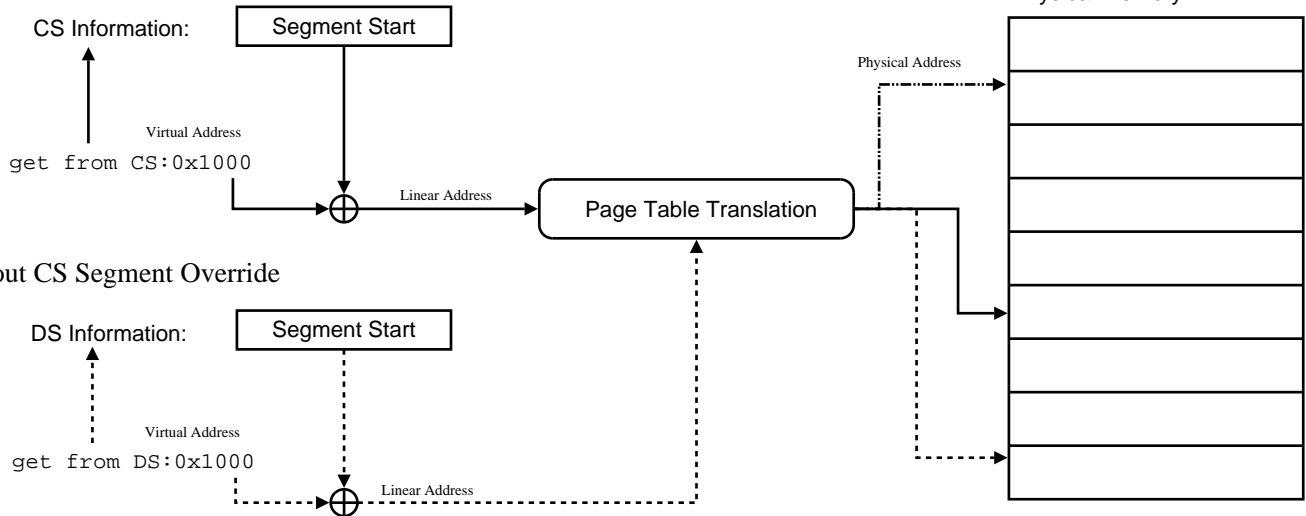 CS Information:
Segment Start
Physical Address
Virtual Address
get from CS:0x1000
Linear Address
Page Table Translation
CS Segment Override
DS Information:
Segment Start
Virtual Address
get from DS:0x1000
Linear Address